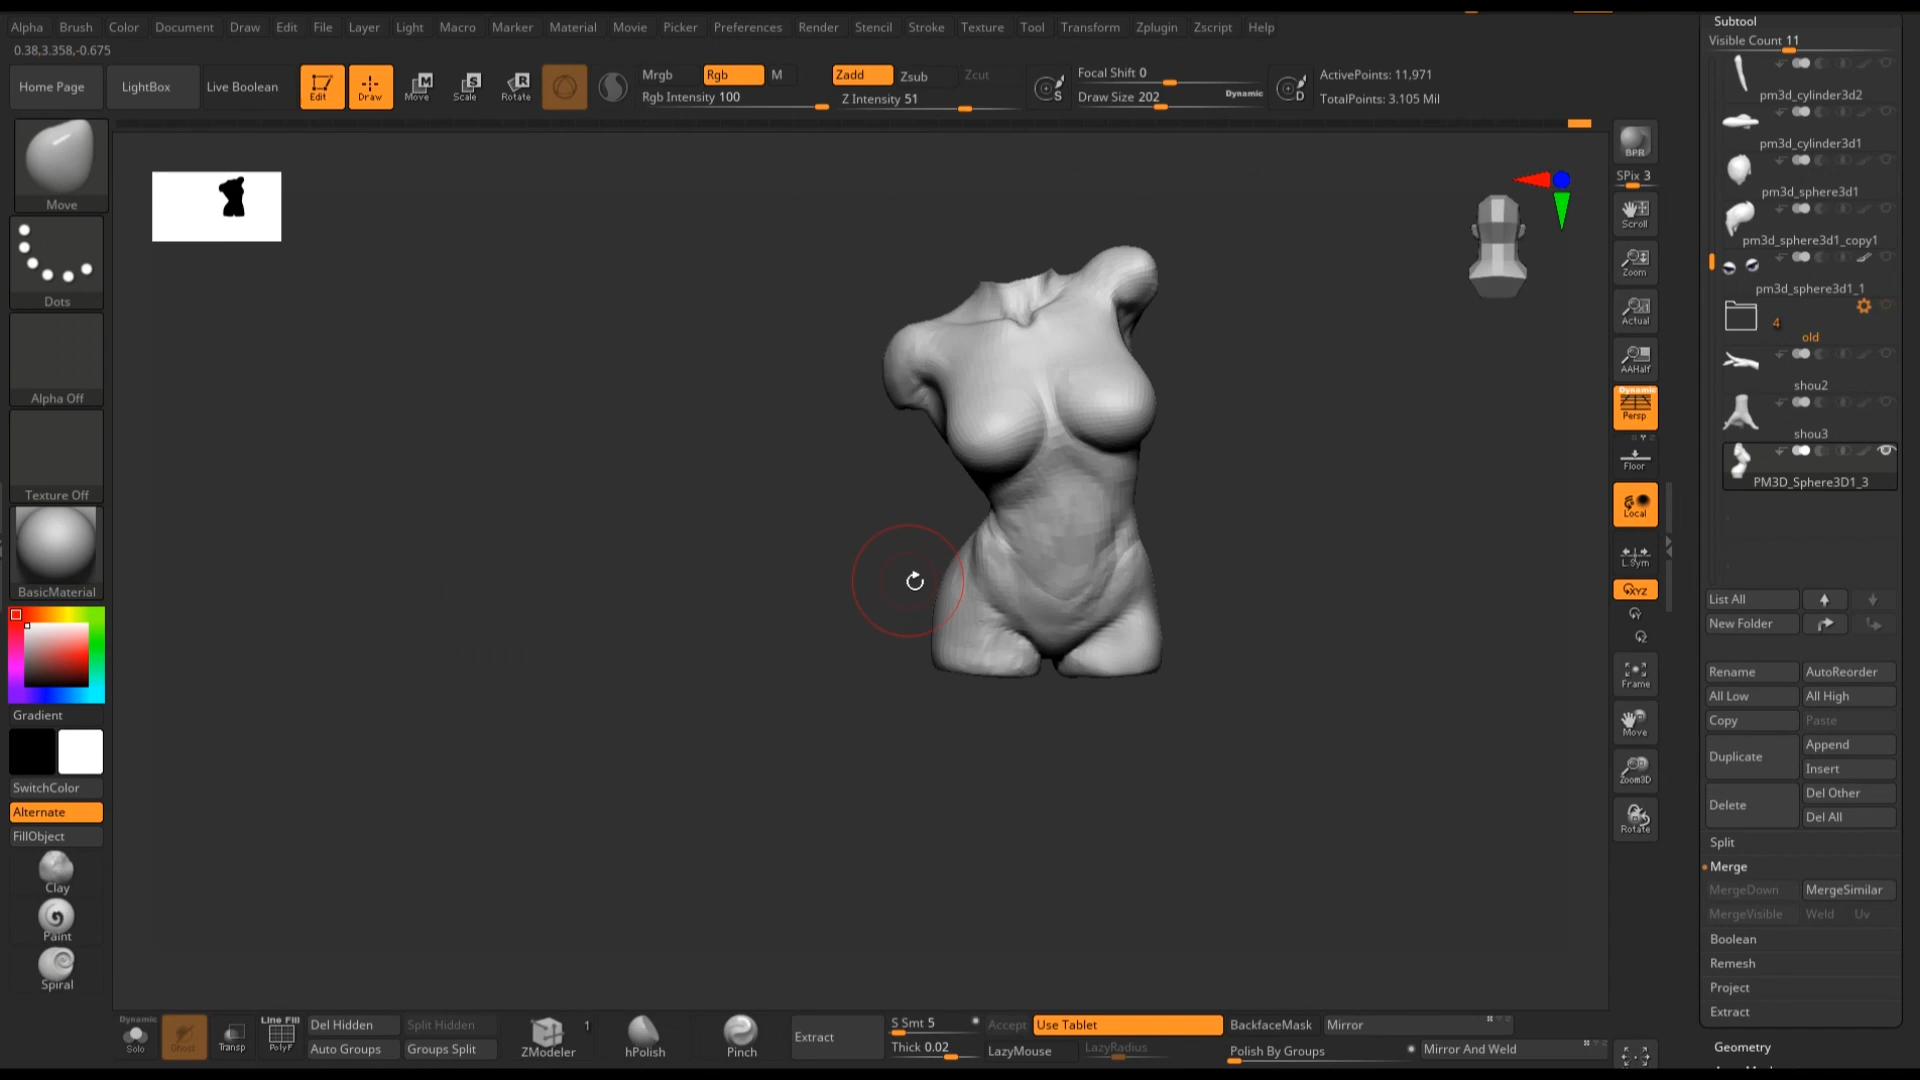 Alpha Brush Color Document Draw Edit File Layer Light Macro Marker Material Movie Picker Preferences Render Stencil Stroke Texture Tool Transform Zplugin Zscript Help
0.38,3.358,-0.675
Home Page
LightBox
Live Boolean
Edit
Draw
Move
Scale
Rotate
Mrgb
Rgb
M
Rgb Intensity 100
Zadd
Zsub
Zcut
Z Intensity 51
S
Focal Shift 0
Draw Size 202
Dynamic
D
ActivePoints: 11,971
TotalPoints: 3.105 Mil
Move
Dots
Alpha Off
Texture Off
BasicMaterial
Gradient
SwitchColor
Alternate
FillObject
Clay
Paint
Spiral
BPR
SPix 3
Scroll
Zoom
Actual
AAHalf
Dynamic
Persp
Floor
Local
L.Sym
XYZ
Frame
Move
Zoom3D
Rotate
Subtool
Visible Count 11
pm3d_cylinder3d2
pm3d_cylinder3d1
pm3d_sphere3d1
pm3d_sphere3d1_copy1
pm3d_sphere3d1_1
4
old
shou2
shou3
PM3D_Sphere3D1_3
List All
New Folder
Rename
AutoReorder
All Low
All High
Copy
Paste
Duplicate
Append
Insert
Delete
Del Other
Del All
Split
Merge
MergeDown
MergeSimilar
MergeVisible
Weld
Uv
Boolean
Remesh
Project
Extract
Geometry
Dynamic
Solo
Ghost
Transp
Line Fill
PolyF
Del Hidden
Split Hidden
Auto Groups
Groups Split
1
ZModeler
hPolish
Pinch
Extract
S Smt 5
Thick 0.02
Accept
Use Tablet
LazyMouse
LazyRadius
BackfaceMask
Mirror
Polish By Groups
Mirror And Weld